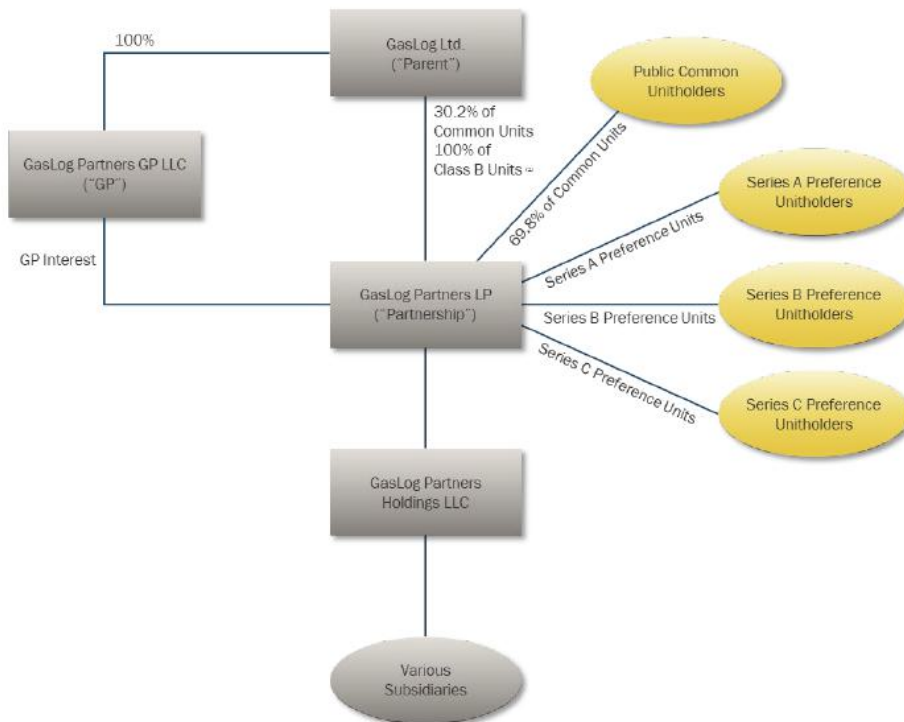 100%
GasLog Ltd.
("Parent")
Public Common
Unitholders
30.2% of
Common Units
100% of
Class B Units
69.8% of Common Units
GasLog Partners GP LLC
("GP")
Series A Preference
Unitholders
Series A Preference Units
GP Interest
GasLog Partners LP
("Partnership")
Series B Preference
Unitholders
Series B Preference Units
Series C Preference Units
Series C Preference
Unitholders
GasLog Partners
Holdings LLC
Various
Subsidiaries